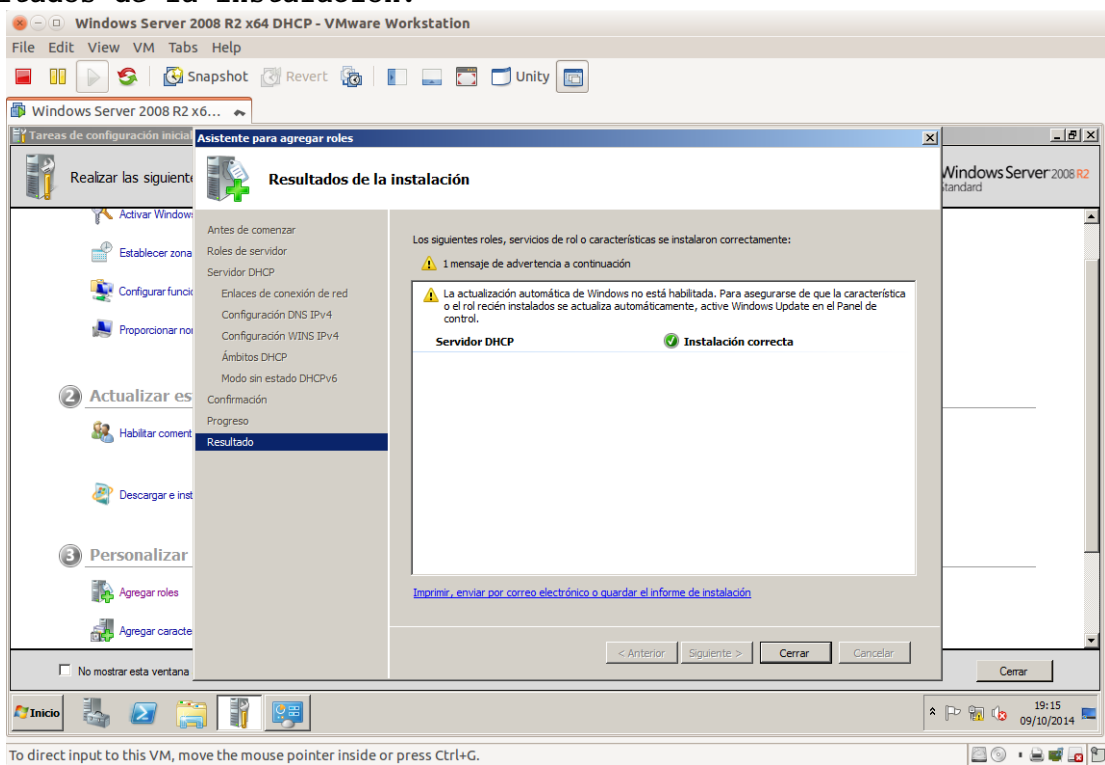 Windows Server 2008 R2 x64 DHCP - VMware Workstation
File Edit View VM Tabs Help
Snapshot Revert Unity
Windows Server 2008 R2 x6...
Tareas de configuración inicial
Asistente para agregar roles
Realizar las siguiente
Resultados de la instalación
Windows Server 2008 R2
Standard
Activar Window
Establecer zona
Configurar funcio
Proporcionar no
2 Actualizar es
Habilitar coment
Descargar e inst
3 Personalizar
Agregar roles
Agregar caracte
No mostrar esta ventana
Antes de comenzar
Roles de servidor
Servidor DHCP
Enlaces de conexión de red
Configuración DNS IPv4
Configuración WINS IPv4
Ámbitos DHCP
Modo sin estado DHCPv6
Confirmación
Progreso
Resultado
Los siguientes roles, servicios de rol o características se instalaron correctamente:
1 mensaje de advertencia a continuación
La actualización automática de Windows no está habilitada. Para asegurarse de que la característica
o el rol recién instalados se actualiza automáticamente, active Windows Update en el Panel de
control.
Servidor DHCP Instalación correcta
Imprimir, enviar por correo electrónico o guardar el informe de instalación
< Anterior Siguiente > Cerrar Cancelar
Cerrar
Inicio
19:15
09/10/2014
To direct input to this VM, move the mouse pointer inside or press Ctrl+G.